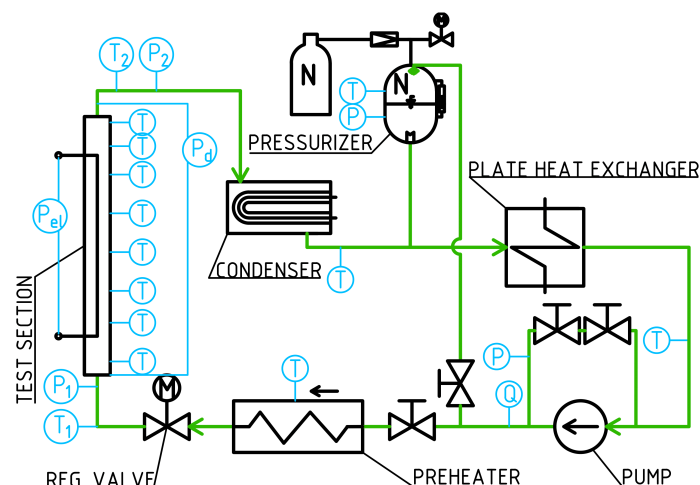 M
T2
P2
N
N
T
P
PRESSURIZER
T
T
T
T
T
T
T
T
Pd
Pel
PLATE HEAT EXCHANGER
T
CONDENSER
T
TEST SECTION
P1
T1
M
T
P
Q
T
REG. VALVE
PREHEATER
PUMP